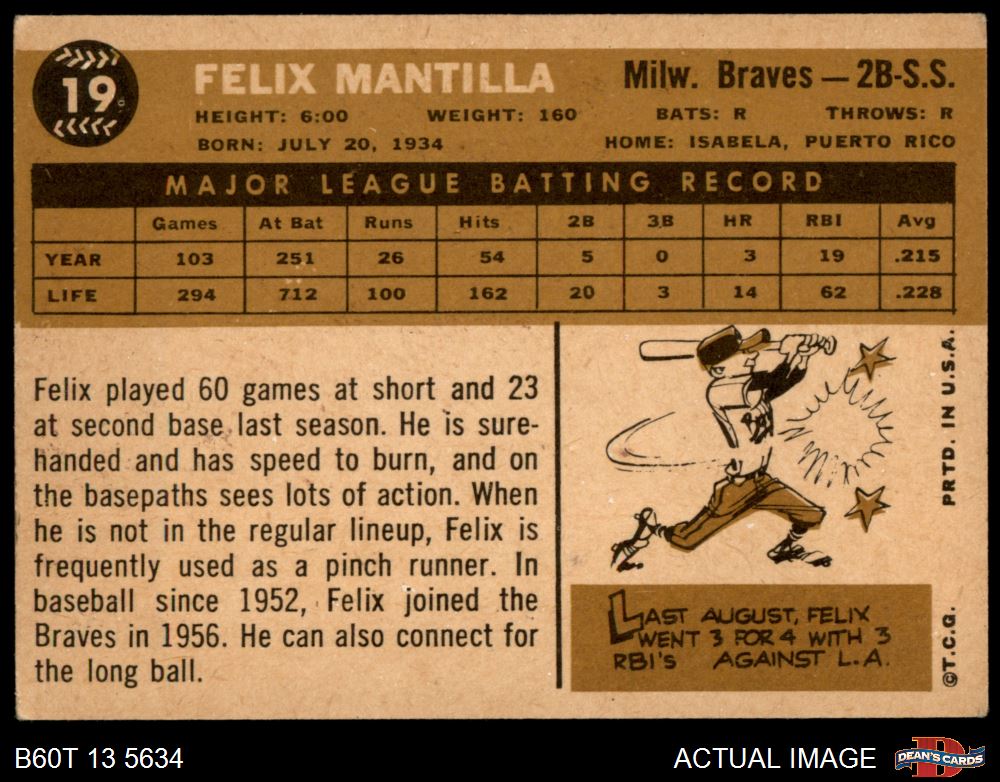 19
FELIX MANTILLA
Milw. Braves — 2B-S.S.
HEIGHT: 6:00 WEIGHT: 160 BATS: R THROWS: R
BORN: JULY 20, 1934 HOME: ISABELA, PUERTO RICO
MAJOR LEAGUE BATTING RECORD
Games At Bat Runs Hits 2B 3B HR RBI Avg
YEAR 103 251 26 54 5 0 3 19 .215
LIFE 294 712 100 162 20 3 14 62 .228
Felix played 60 games at short and 23
at second base last season. He is sure-
handed and has speed to burn, and on
the basepaths sees lots of action. When
he is not in the regular lineup, Felix is
frequently used as a pinch runner. In
baseball since 1952, Felix joined the
Braves in 1956. He can also connect for
the long ball.
LAST AUGUST, FELIX
WENT 3 FOR 4 WITH 3
RBI'S AGAINST L.A.
©T.C.G. PRTD. IN U.S.A.
B60T 13 5634
ACTUAL IMAGE
D
DEAN'S CARDS